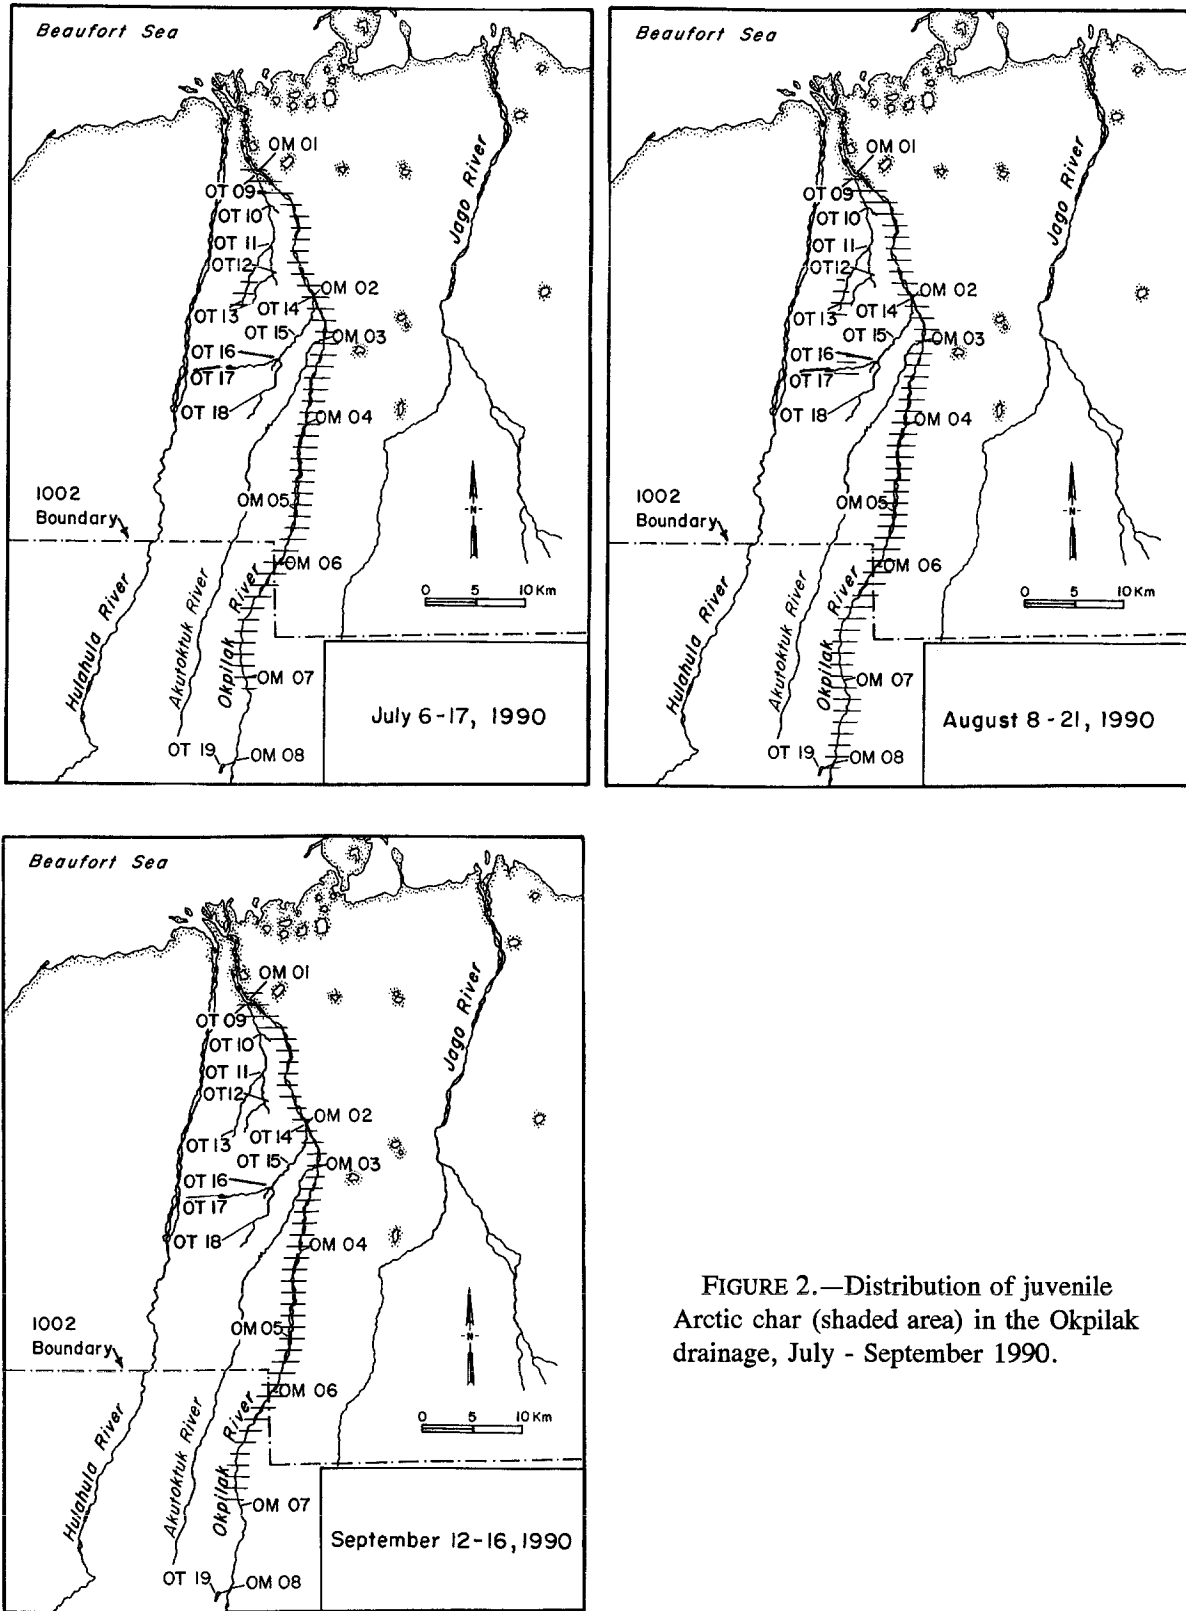 Beaufort Sea
OM 01
OT 09
OT 10
OT 11
OT12
OM 02
OT 14
OT 13
OT 15
OM 03
OT 16
OT 17
OT 18
OM 04
Jago River
1002
Boundary
OM 05
N
OM 06
0 5 10 Km
Hulahula River
Akutoktuk River
Okpilak River
OM 07
OT 19
OM 08
July 6-17, 1990
Beaufort Sea
OM 01
OT 09
OT 10
OT 11
OT12
OM 02
OT 14
OT 13
OT 15
OM 03
OT 16
OT 17
OT 18
OM 04
Jago River
1002
Boundary
OM 05
N
OM 06
0 5 10 Km
Hulahula River
Akutoktuk River
Okpilak River
OM 07
OT 19
OM 08
August 8-21, 1990
Beaufort Sea
OM 01
OT 09
OT 10
OT 11
OT12
OM 02
OT 14
OT 13
OT 15
OM 03
OT 16
OT 17
OT 18
OM 04
Jago River
1002
Boundary
OM 05
N
OM 06
0 5 10 Km
Hulahula River
Akutoktuk River
Okpilak River
OM 07
OT 19
OM 08
September 12-16, 1990
FIGURE 2.—Distribution of juvenile
Arctic char (shaded area) in the Okpilak
drainage, July - September 1990.